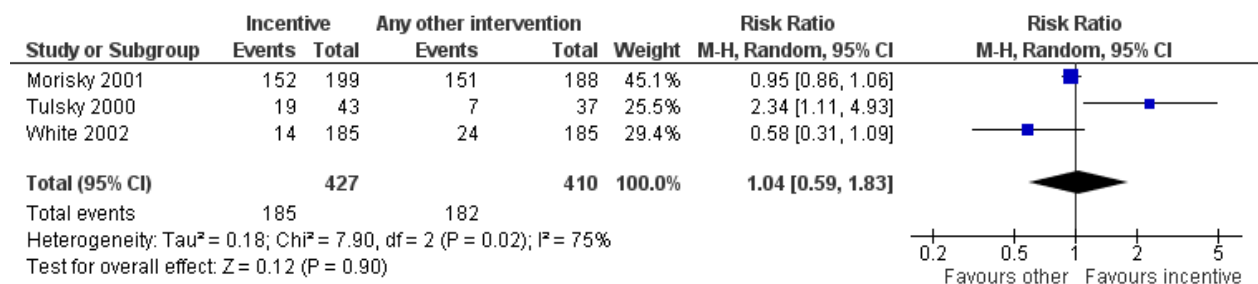 Incentive Any other intervention Risk Ratio Risk Ratio
Study or Subgroup Events Total Events Total Weight M-H, Random, 95% CI M-H, Random, 95% CI
Morisky 2001 152 199 151 188 45.1% 0.95 [0.86, 1.06]
Tulsky 2000 19 43 7 37 25.5% 2.34 [1.11, 4.93]
White 2002 14 185 24 185 29.4% 0.58 [0.31, 1.09]
Total (95% CI) 427 410 100.0% 1.04 [0.59, 1.83]
Total events 185 182
Heterogeneity: Tau² = 0.18; Chi² = 7.90, df = 2 (P = 0.02); I² = 75%
Test for overall effect: Z = 0.12 (P = 0.90)
0.2 0.5 1 2 5
Favours other Favours incentive